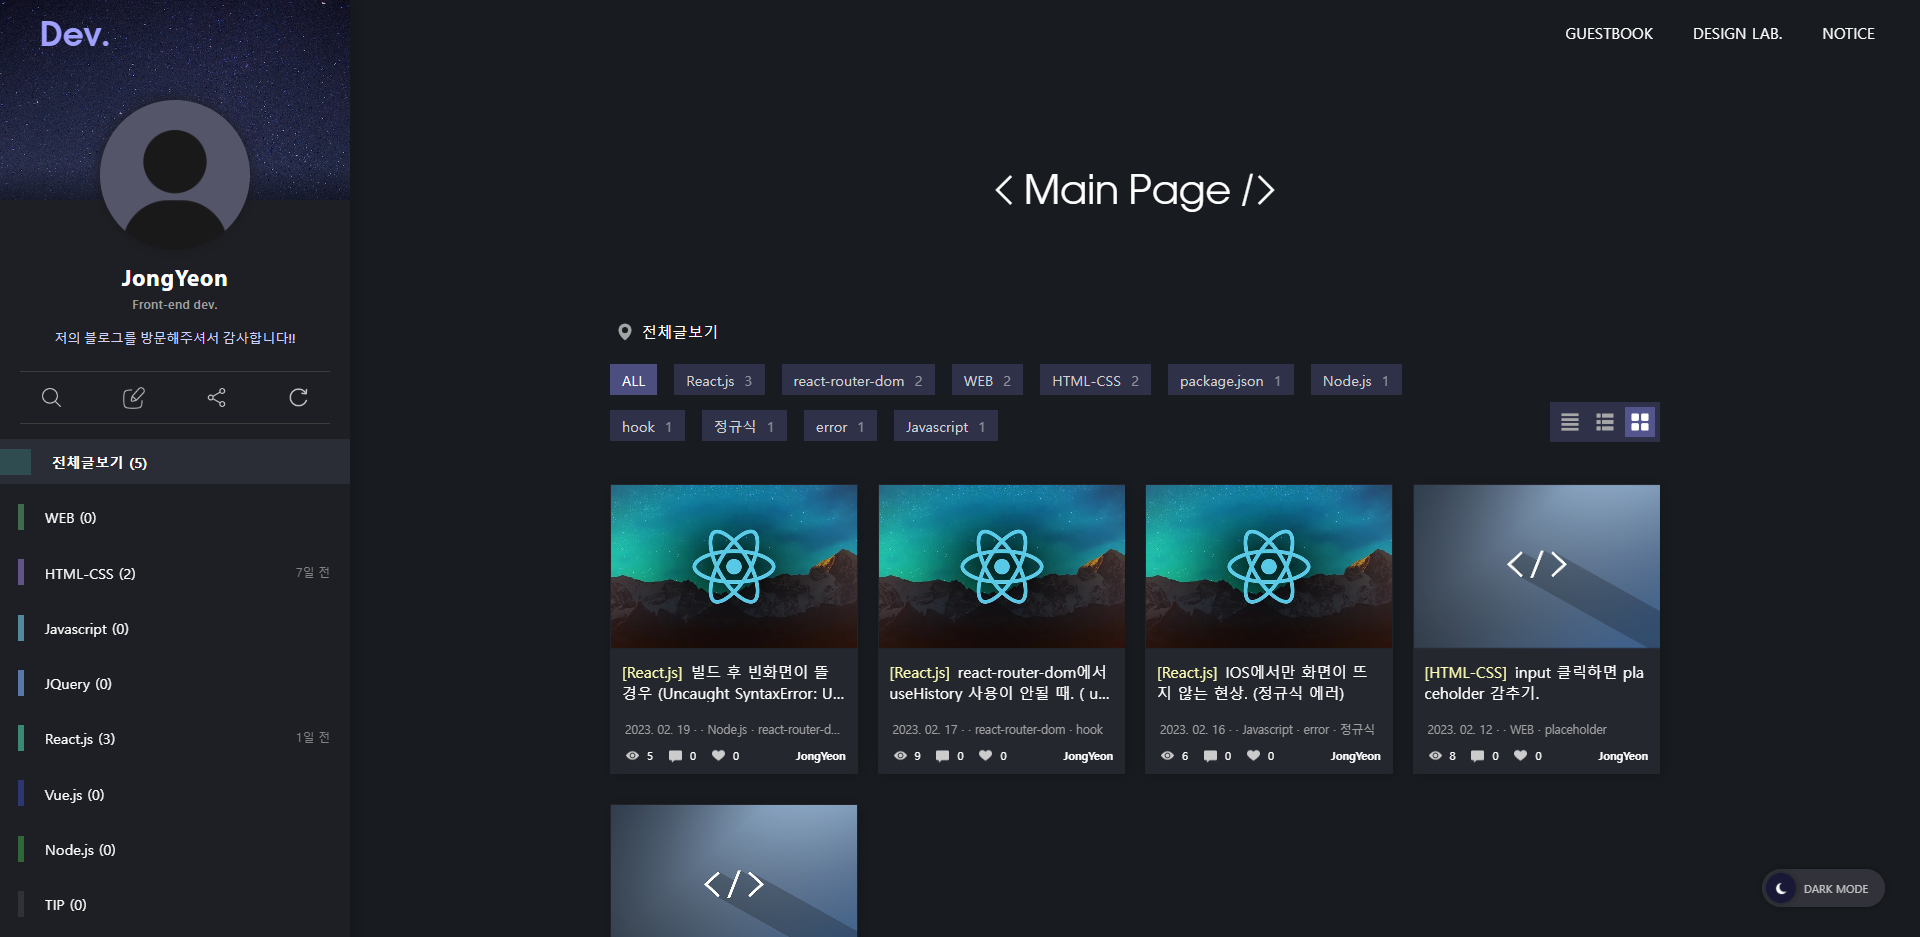 Dev.
GUESTBOOK DESIGN LAB. NOTICE
< Main Page />
JongYeon
Front-end dev.
저의 블로그를 방문해주셔서 감사합니다!!
전체글보기 (5)
WEB (0)
HTML-CSS (2) 7일 전
Javascript (0)
JQuery (0)
React.js (3) 1일 전
Vue.js (0)
Node.js (0)
TIP (0)
전체글보기
ALL React.js 3 react-router-dom 2 WEB 2 HTML-CSS 2 package.json 1 Node.js 1
hook 1 정규식 1 error 1 Javascript 1
[React.js] 빌드 후 빈화면이 뜰
경우 (Uncaught SyntaxError: U...
2023. 02. 19 · · Node.js · react-router-d...
5 0 0 JongYeon
[React.js] react-router-dom에서
useHistory 사용이 안될 때. ( u...
2023. 02. 17 · · react-router-dom · hook
9 0 0 JongYeon
[React.js] IOS에서만 화면이 뜨
지 않는 현상. (정규식 에러)
2023. 02. 16 · · Javascript · error · 정규식
6 0 0 JongYeon
</>
[HTML-CSS] input 클릭하면 pla
ceholder 감추기.
2023. 02. 12 · · WEB · placeholder
8 0 0 JongYeon
</>
DARK MODE